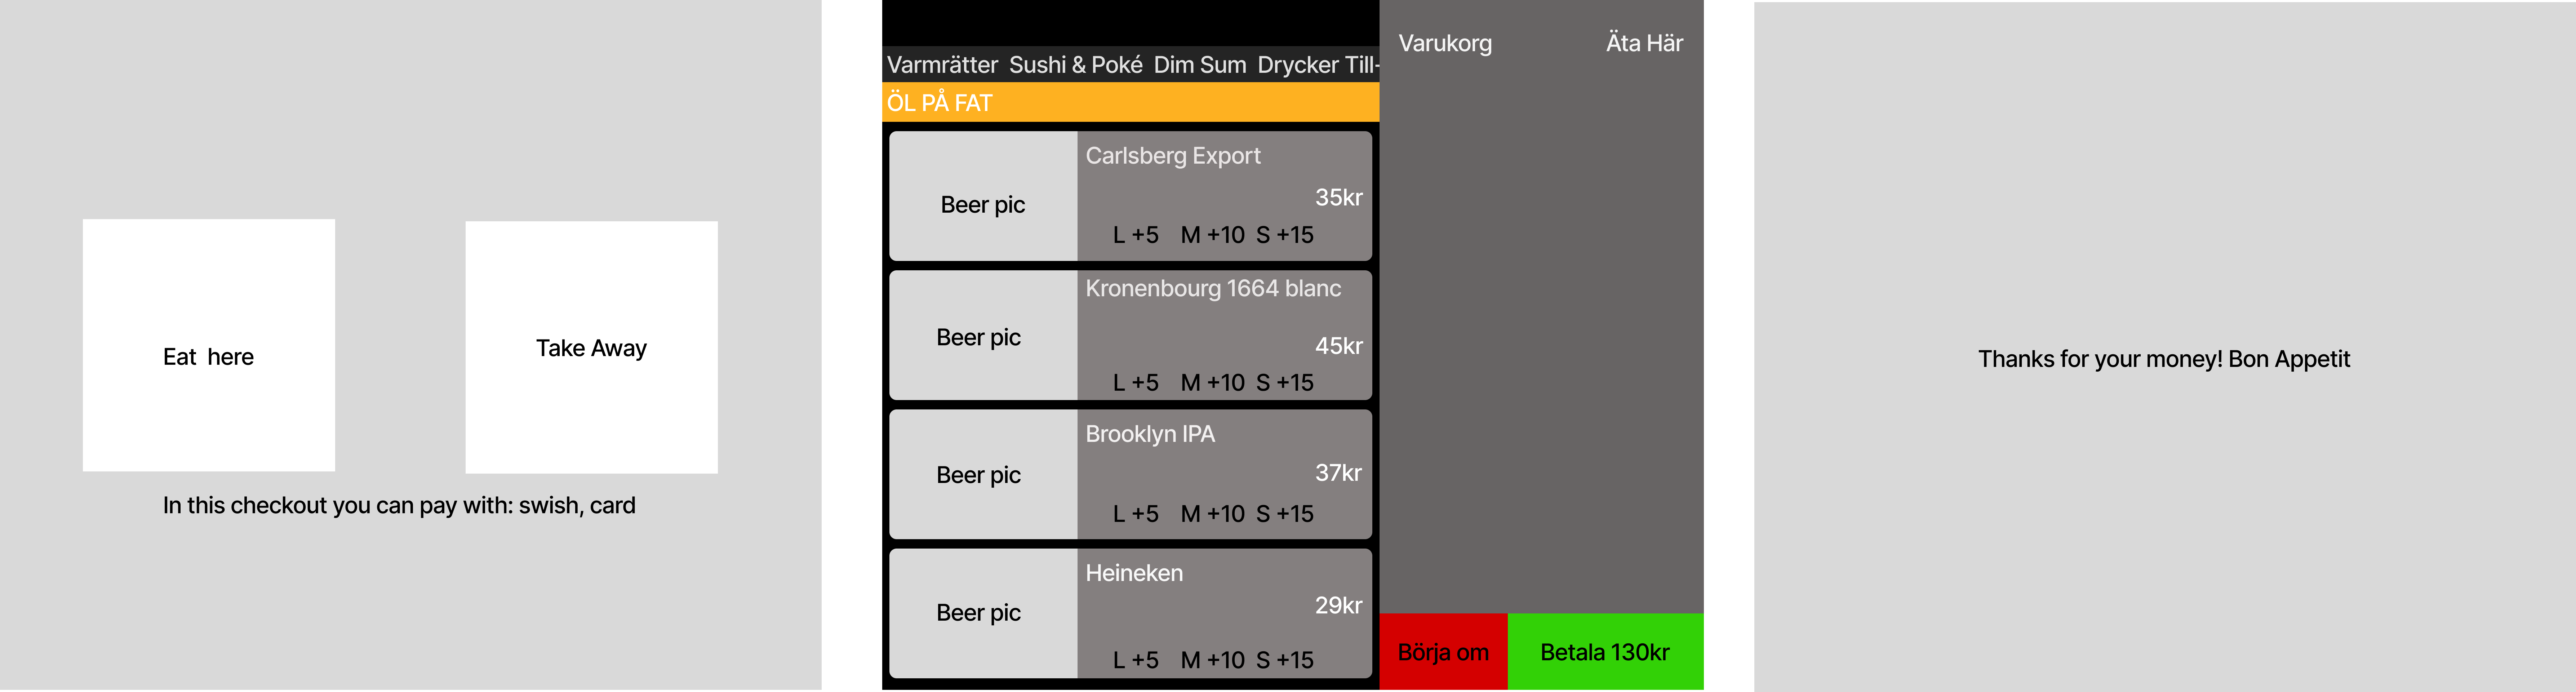 Eat  here
Take Away
In this checkout you can pay with: swish, card
Varmrätter  Sushi & Poké  Dim Sum  Drycker Till-
ÖL PÅ FAT
Beer pic
Carlsberg Export
35kr
L +5    M +10  S +15
Beer pic
Kronenbourg 1664 blanc
45kr
L +5    M +10  S +15
Beer pic
Brooklyn IPA
37kr
L +5    M +10  S +15
Beer pic
Heineken
29kr
L +5    M +10  S +15
Varukorg
Äta Här
Börja om
Betala 130kr
Thanks for your money! Bon Appetit